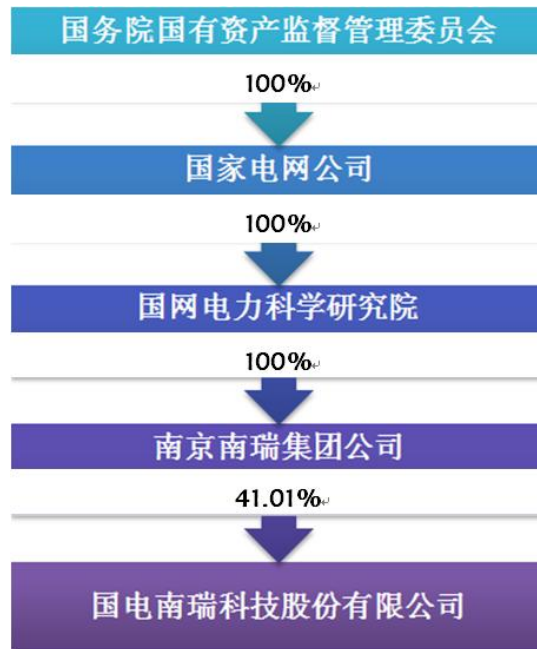 国务院国有资产监督管理委员会
100%
国家电网公司
100%
国网电力科学研究院
100%
南京南瑞集团公司
41.01%
国电南瑞科技股份有限公司